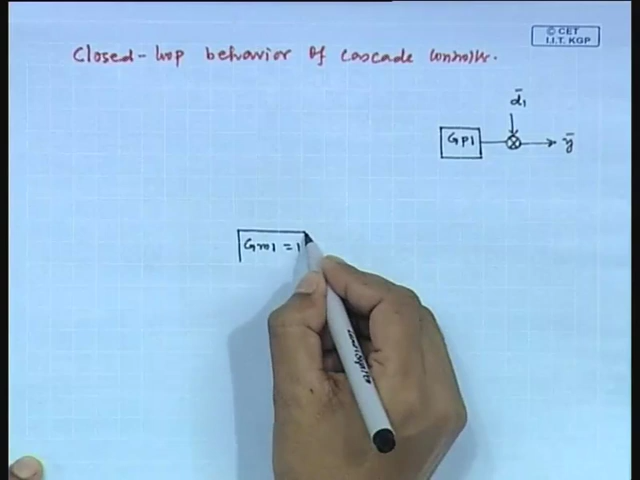 Closed-loop behavior of cascade controller.
© CET
I.I.T. KGP
d̄₁
Gp1
ȳ
Gm1 = 1